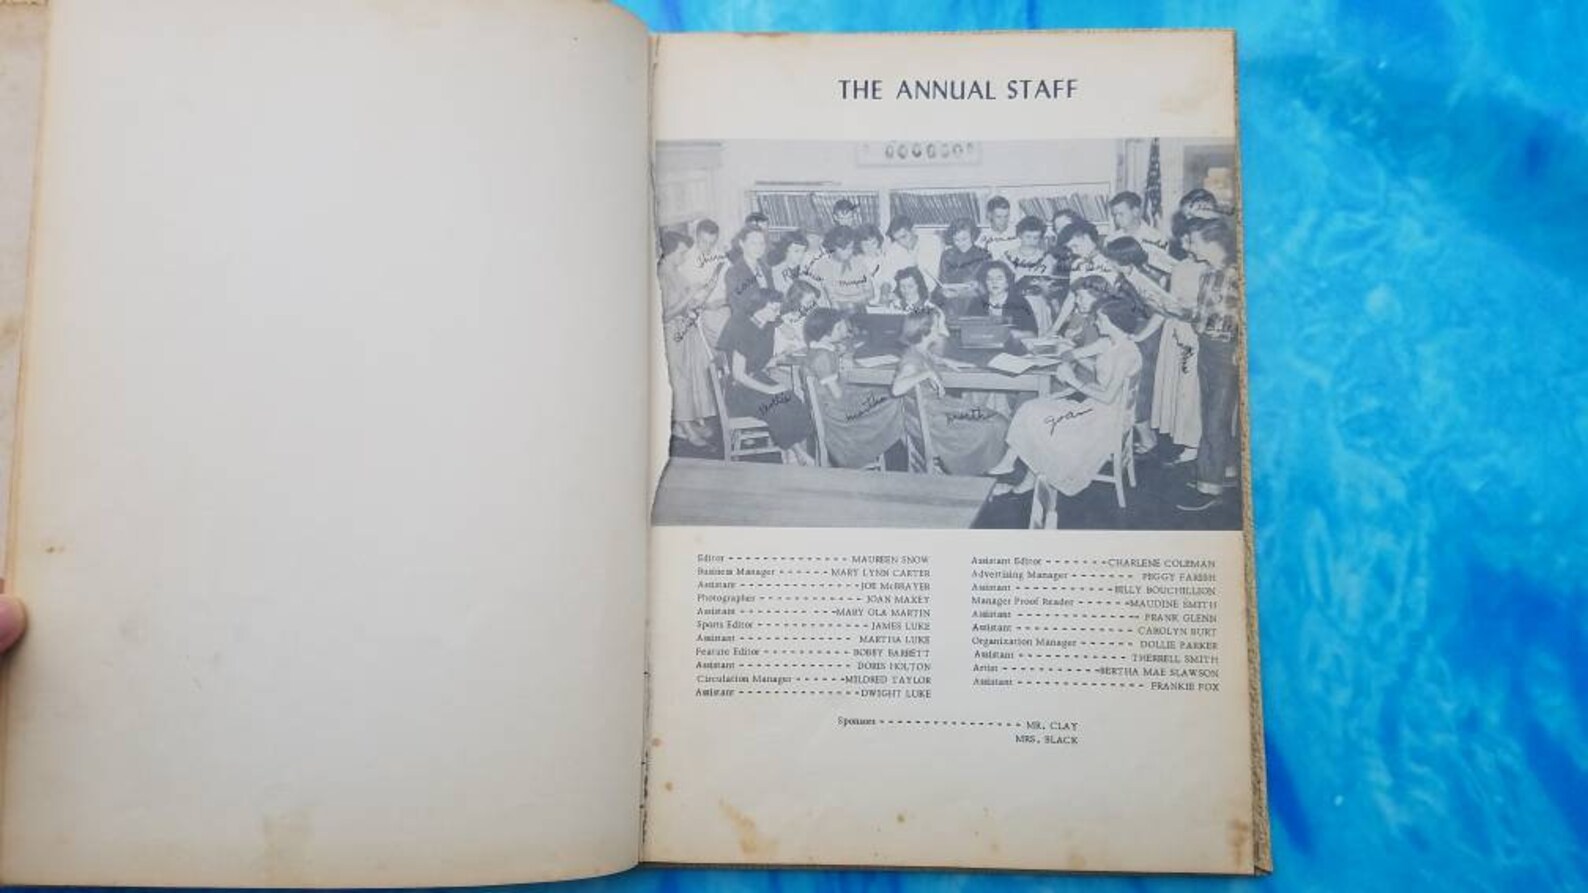 THE ANNUAL STAFF
Dollie
martha
Joan
Editor - - - - - - - - - - - - - - - MAUREEN SNOW
Business Manager - - - - - - MARY LYNN CARTER
Assistant - - - - - - - - - - - - - - -JOE McBRAYER
Photographer - - - - - - - - - - - - JOAN MAXEY
Assistant - - - - - - - - - - - -MARY OLA MARTIN
Sports Editor - - - - - - - - - - - - JAMES LUKE
Assistant - - - - - - - - - - - - - MARTHA LUKE
Feature Editor - - - - - - - - - - BOBBY BARRETT
Assistant - - - - - - - - - - - - - DORIS HOLTON
Circulation Manager - - - - - -MILDRED TAYLOR
Assistant - - - - - - - - - - - - - - -DWIGHT LUKE
Assistant Editor - - - - - - -CHARLENE COLEMAN
Advertising Manager - - - - - - - PEGGY FARISH
Assistant - - - - - - - - - - - -BILLY BOUCHILLION
Manager Proof Reader - - - - - -MAUDINE SMITH
Assistant - - - - - - - - - - - - - FRANK GLENN
Assistant - - - - - - - - - - - - - CAROLYN BURT
Organization Manager - - - - - - DOLLIE PARKER
Assistant - - - - - - - - - - - - THERRELL SMITH
Artist - - - - - - - - - - -BERTHA MAE SLAWSON
Assistant - - - - - - - - - - - - - FRANKIE FOX
Sponsors - - - - - - - - - - - - - - - - - MR. CLAY
MRS. BLACK